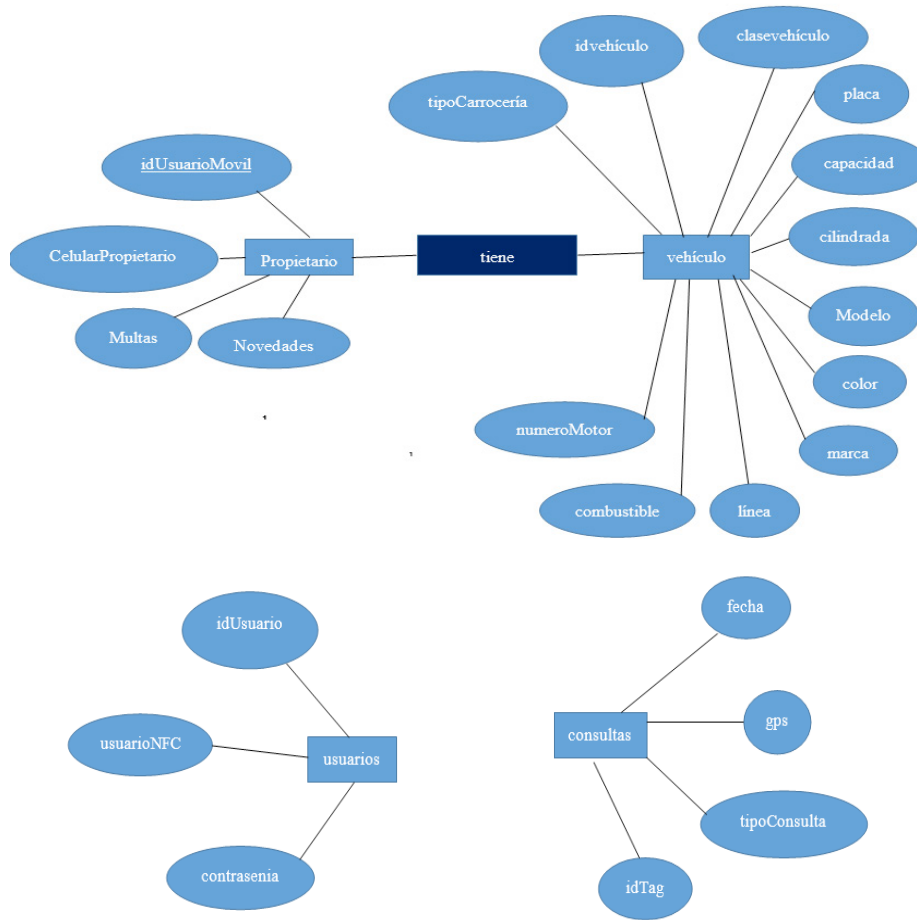 clasevehículo
idvehículo
placa
tipoCarrocería
idUsuarioMovil
capacidad
cilindrada
CelularPropietario
Propietario
tiene
vehículo
Modelo
Multas
Novedades
color
numeroMotor
marca
combustible
línea
fecha
idUsuario
gps
usuarioNFC
usuarios
consultas
tipoConsulta
contrasenia
idTag